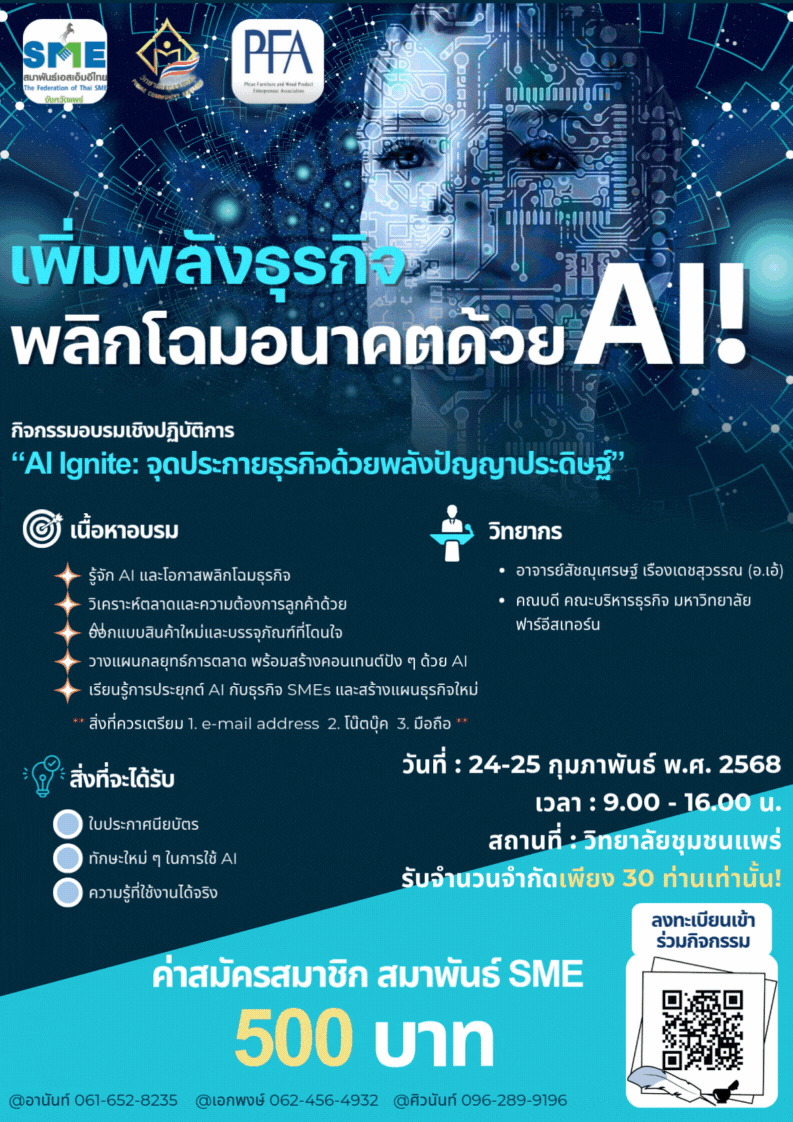 SME
สมาพันธ์เอสเอ็มอีไทย
The Federation of Thai SME
จังหวัดแพร่
PHRAE COMMUNITY COLLEGE
PFA
Phrae Furniture and Wood Product
Entrepreneur Association
เพิ่มพลังธุรกิจ
พลิกโฉมอนาคตด้วย AI!
กิจกรรมอบรมเชิงปฏิบัติการ
“AI Ignite: จุดประกายธุรกิจด้วยพลังปัญญาประดิษฐ์”
เนื้อหาอบรม
รู้จัก AI และโอกาสพลิกโฉมธุรกิจ
วิเคราะห์ตลาดและความต้องการลูกค้าด้วย
AI
ออกแบบสินค้าใหม่และบรรจุภัณฑ์ที่โดนใจ
วางแผนกลยุทธ์การตลาด พร้อมสร้างคอนเทนต์ปัง ๆ ด้วย AI
เรียนรู้การประยุกต์ AI กับธุรกิจ SMEs และสร้างแผนธุรกิจใหม่
** สิ่งที่ควรเตรียม 1. e-mail address 2. โน๊ตบุ๊ค 3. มือถือ **
วิทยากร
• อาจารย์สัชฌุเศรษฐ์ เรืองเดชสุวรรณ (อ.เอ้)
• คณบดี คณะบริหารธุรกิจ มหาวิทยาลัย
ฟาร์อีสเทอร์น
สิ่งที่จะได้รับ
ใบประกาศนียบัตร
ทักษะใหม่ ๆ ในการใช้ AI
ความรู้ที่ใช้งานได้จริง
วันที่ : 24-25 กุมภาพันธ์ พ.ศ. 2568
เวลา : 9.00 - 16.00 น.
สถานที่ : วิทยาลัยชุมชนแพร่
รับจำนวนจำกัดเพียง 30 ท่านเท่านั้น!
ลงทะเบียนเข้า
ร่วมกิจกรรม
ค่าสมัครสมาชิก สมาพันธ์ SME
500 บาท
@อานันท์ 061-652-8235 @เอกพงษ์ 062-456-4932 @ศิวนันท์ 096-289-9196